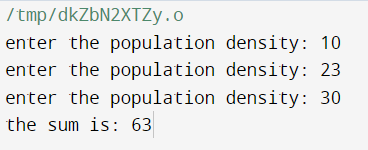 /tmp/dkZbN2XTZy.o
enter the population density: 10
enter the population density: 23
enter the population density: 30
the sum is: 63